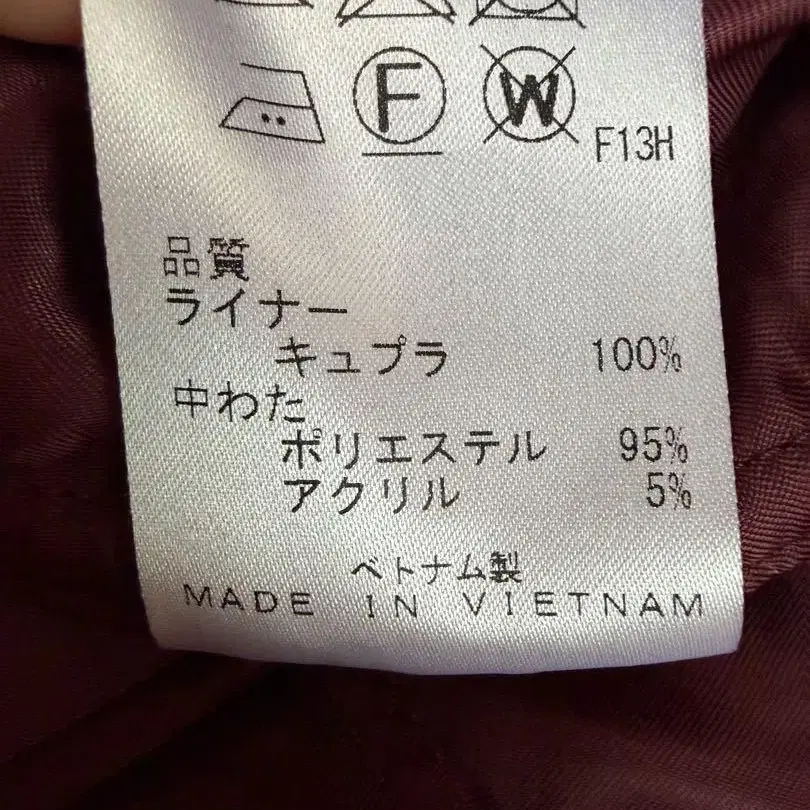 F W F13H
品質
ライナー
キュプラ 100%
中わた
ポリエステル 95%
アクリル 5%
ベトナム製
MADE IN VIETNAM